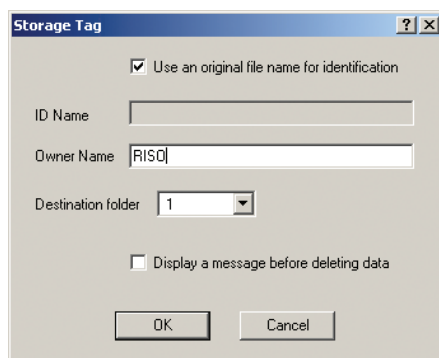 Storage Tag ? ×
Use an original file name for identification
ID Name
Owner Name RISO
Destination folder 1
Display a message before deleting data
OK Cancel